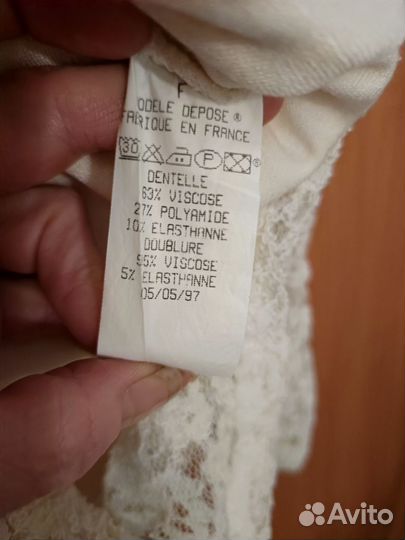 F
ODELE DEPOSE®
FABRIQUE EN FRANCE
30 P ®
DENTELLE
63% VISCOSE
27% POLYAMIDE
10% ELASTHANNE
DOUBLURE
95% VISCOSE
5% ELASTHANNE
05/05/97
Avito